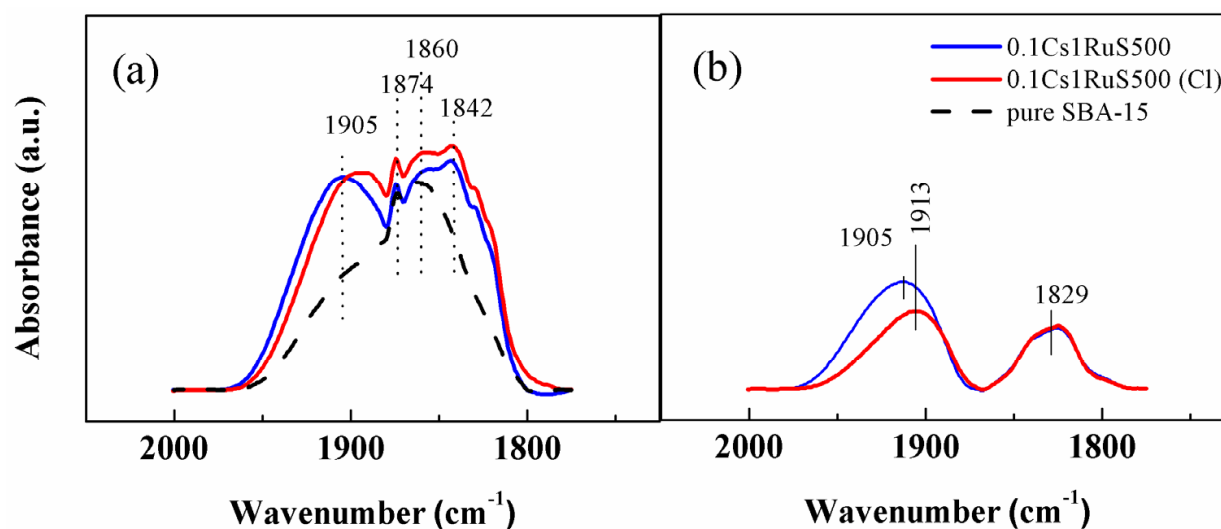 (a)
1905
1874
1860
1842
2000
1900
1800
Wavenumber (cm⁻¹)
Absorbance (a.u.)
(b)
0.1Cs1RuS500
0.1Cs1RuS500 (Cl)
pure SBA-15
1905
1913
1829
2000
1900
1800
Wavenumber (cm⁻¹)